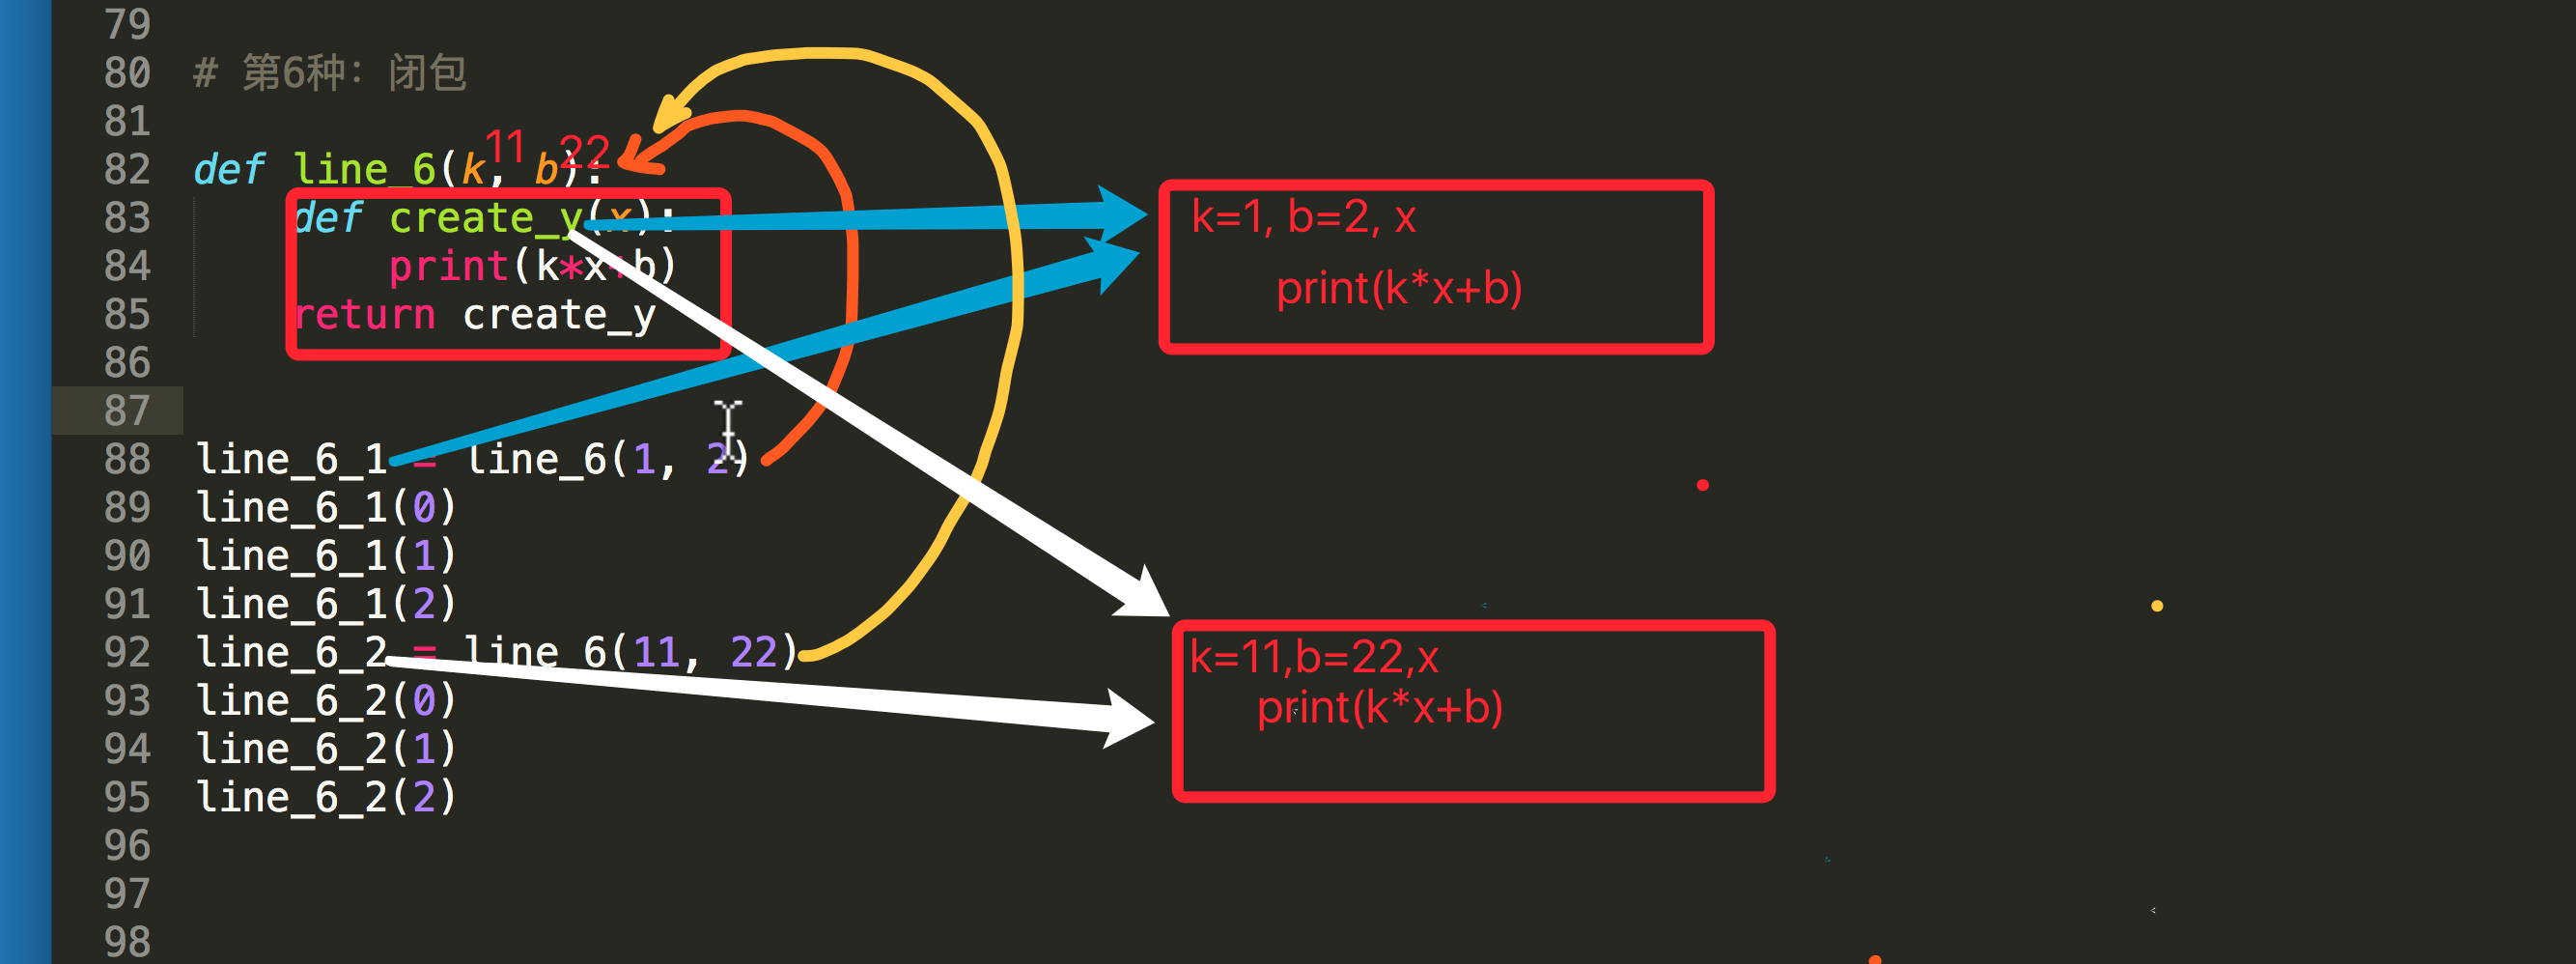 79
80 # 第6种：闭包
81
11 22
82 def line_6(k, b):
83 def create_y(x):
84 print(k*x+b)
85 return create_y
86
87
88 line_6_1 = line_6(1, 2)
89 line_6_1(0)
90 line_6_1(1)
91 line_6_1(2)
92 line_6_2 = line_6(11, 22)
93 line_6_2(0)
94 line_6_2(1)
95 line_6_2(2)
96
97
98
k=1, b=2, x
print(k*x+b)
k=11,b=22,x
print(k*x+b)